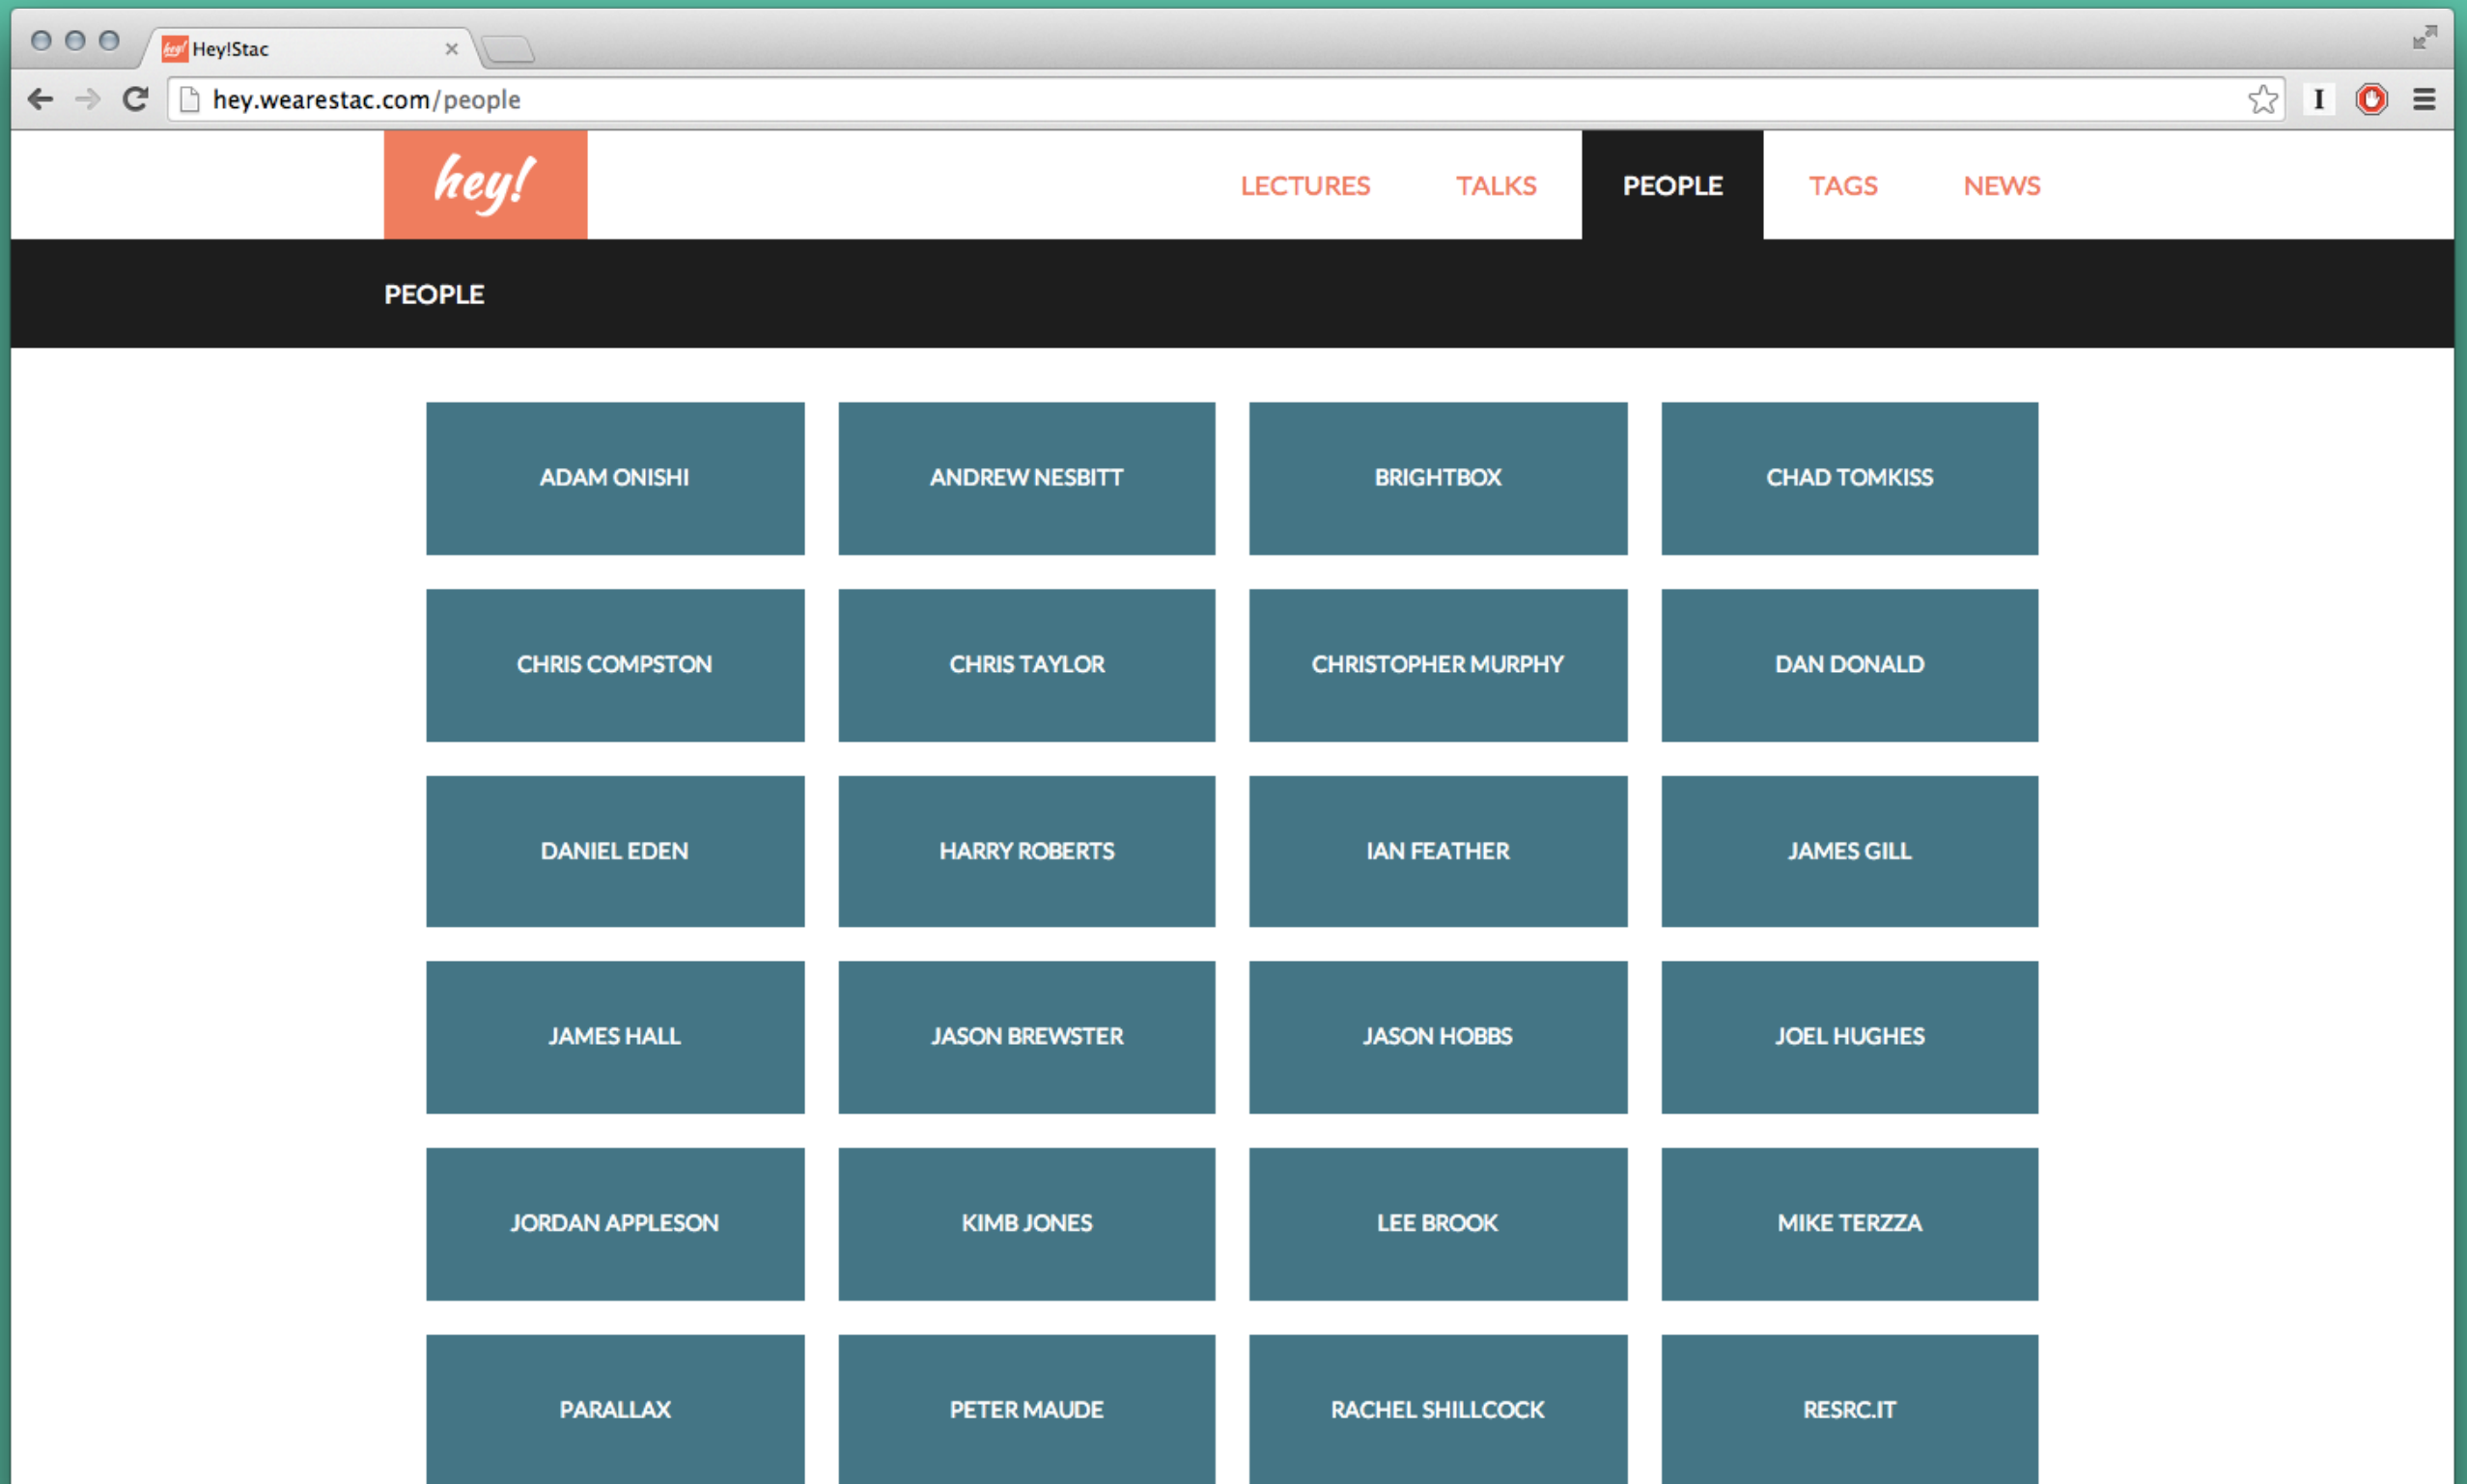 hey! Hey!Stac
hey.wearestac.com/people
I
hey!
LECTURES TALKS PEOPLE TAGS NEWS
PEOPLE
ADAM ONISHI ANDREW NESBITT BRIGHTBOX CHAD TOMKISS
CHRIS COMPSTON CHRIS TAYLOR CHRISTOPHER MURPHY DAN DONALD
DANIEL EDEN HARRY ROBERTS IAN FEATHER JAMES GILL
JAMES HALL JASON BREWSTER JASON HOBBS JOEL HUGHES
JORDAN APPLESON KIMB JONES LEE BROOK MIKE TERZZA
PARALLAX PETER MAUDE RACHEL SHILLCOCK RESRC.IT